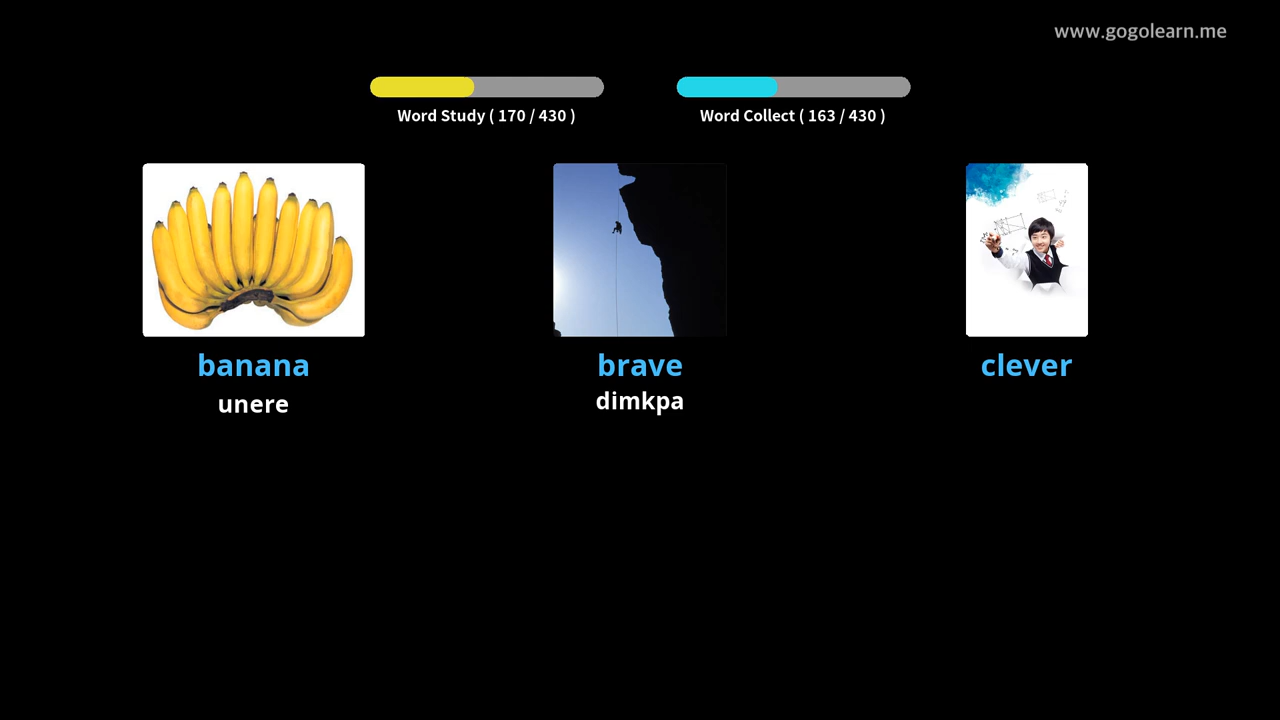 www.gogolearn.me
Word Study ( 170 / 430 )
Word Collect ( 163 / 430 )
banana
unere
brave
dimkpa
clever